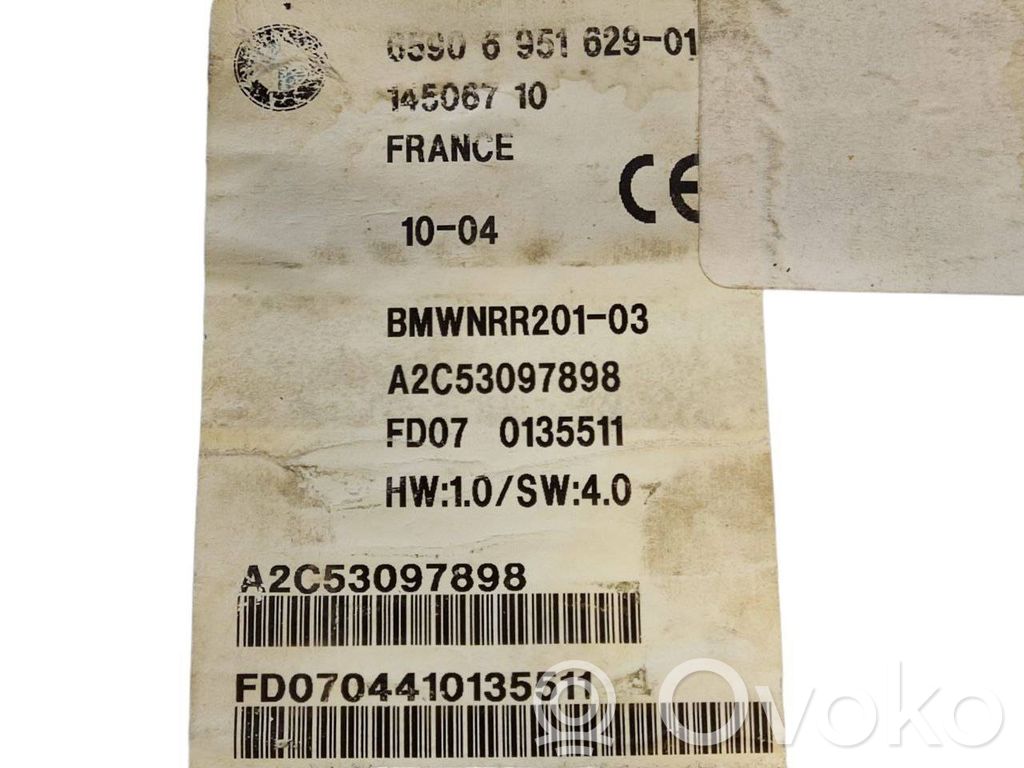 6590 6 951 629-01
145067 10
FRANCE
CE
10-04
BMWNRR201-03
A2C53097898
FD07 0135511
HW:1.0/SW:4.0
A2C53097898
FD0704410135511
Ovoko